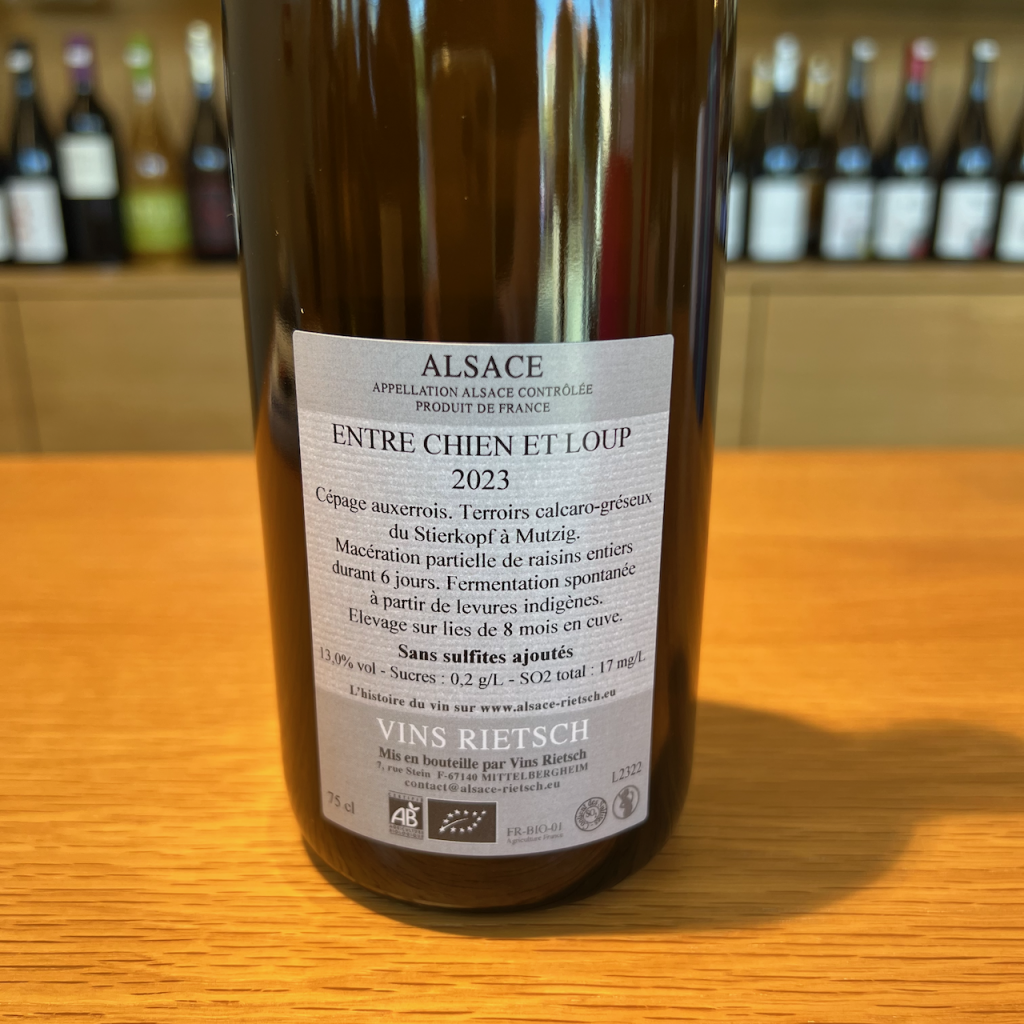 ALSACE
APPELLATION ALSACE CONTRÔLÉE
PRODUIT DE FRANCE
ENTRE CHIEN ET LOUP
2023
Cépage auxerrois. Terroirs calcaro-gréseux
du Stierkopf à Mutzig.
Macération partielle de raisins entiers
durant 6 jours. Fermentation spontanée
à partir de levures indigènes.
Elevage sur lies de 8 mois en cuve.
Sans sulfites ajoutés
13,0% vol - Sucres : 0,2 g/L - SO2 total : 17 mg/L
L'histoire du vin sur www.alsace-rietsch.eu
VINS RIETSCH
Mis en bouteille par Vins Rietsch
7, rue Stein F-67140 MITTELBERGHEIM
contact@alsace-rietsch.eu
L2322
75 cl
AB
FR-BIO-01
Agriculture France